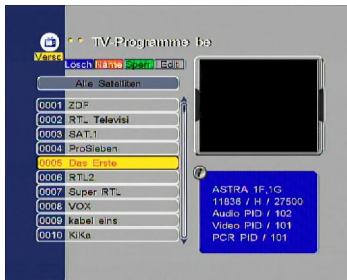 TV-Programme be
Versc
Lösch Name Sperr Edit
Alle Satelliten
0001 ZDF
0002 RTL Televisi
0003 SAT.1
0004 ProSieben
0005 Das Erste
0006 RTL2
0007 Super RTL
0008 VOX
0009 kabel eins
0010 KiKa
ASTRA 1F,1G
11836 / H / 27500
Audio PID / 102
Video PID / 101
PCR PID / 101